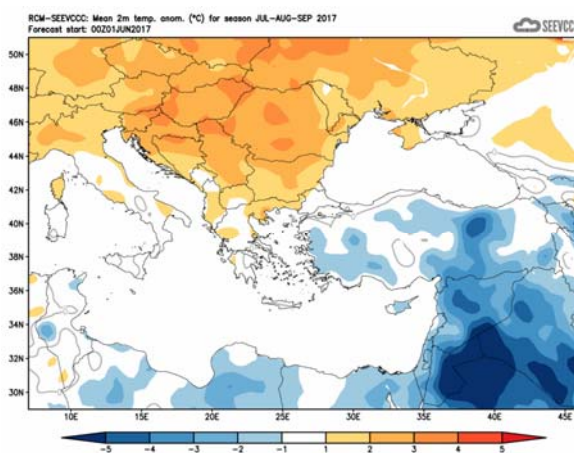 RCM-SEEVCCC: Mean 2m temp. anom. (°C) for season JUL-AUG-SEP 2017
Forecast start: 00Z01JUN2017
SEEVCCC
50N
48N
46N
44N
42N
40N
38N
36N
34N
32N
30N
10E 15E 20E 25E 30E 35E 40E 45E
-5 -4 -3 -2 -1 1 2 3 4 5